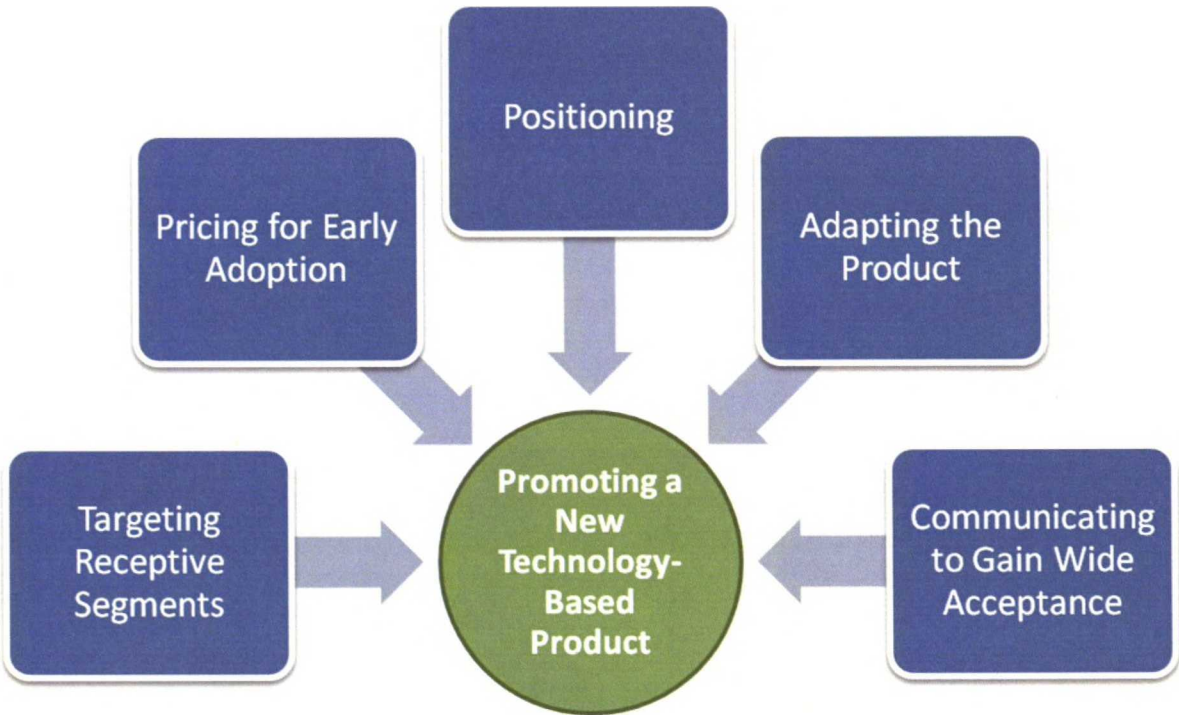 Positioning
Pricing for Early
Adoption
Adapting the
Product
Targeting
Receptive
Segments
Promoting a
New
Technology-
Based
Product
Communicating
to Gain Wide
Acceptance